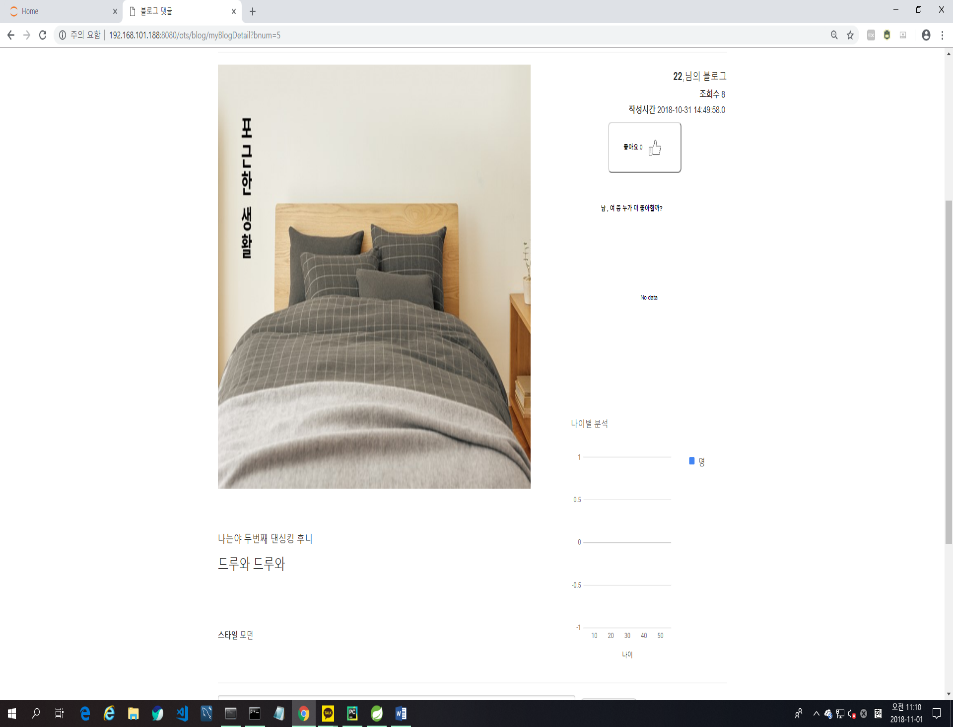 Home
블로그 댓글
주의 요함 | 192.168.101.188:8080/ots/blog/myBlogDetail?bnum=5
포근한 생활
22,님의 블로그
조회수 8
작성시간 2018-10-31 14:49:58.0
좋아요 0
남, 여 중 누가 더 좋아할까?
No data
나이별 분석
명
1
0.5
0
-0.5
-1
10 20 30 40 50
나이
나는야 두번째 댄싱킹 후니
드루와 드루와
스타일 모던
오전 11:10
2018-11-01